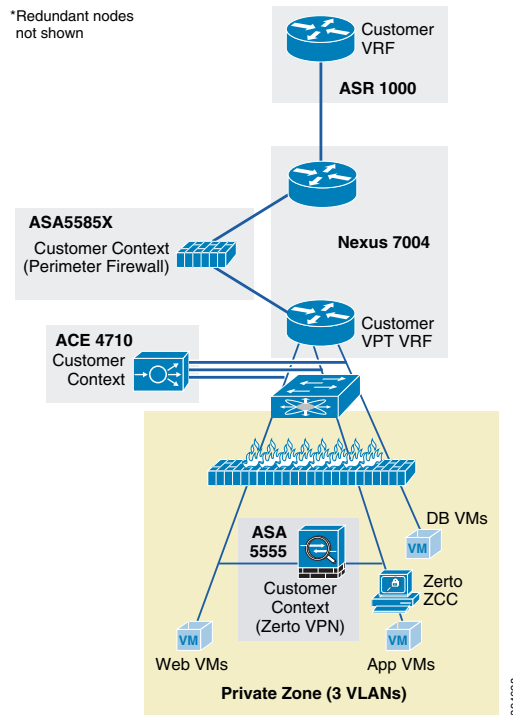 *Redundant nodes
not shown
Customer
VRF
ASR 1000
ASA5585X
Customer Context
(Perimeter Firewall)
Nexus 7004
Customer
VPT VRF
ACE 4710
Customer
Context
DB VMs
VM
ASA
5555
Customer
Context
(Zerto VPN)
Zerto
ZCC
VM
VM
Web VMs
App VMs
Private Zone (3 VLANs)